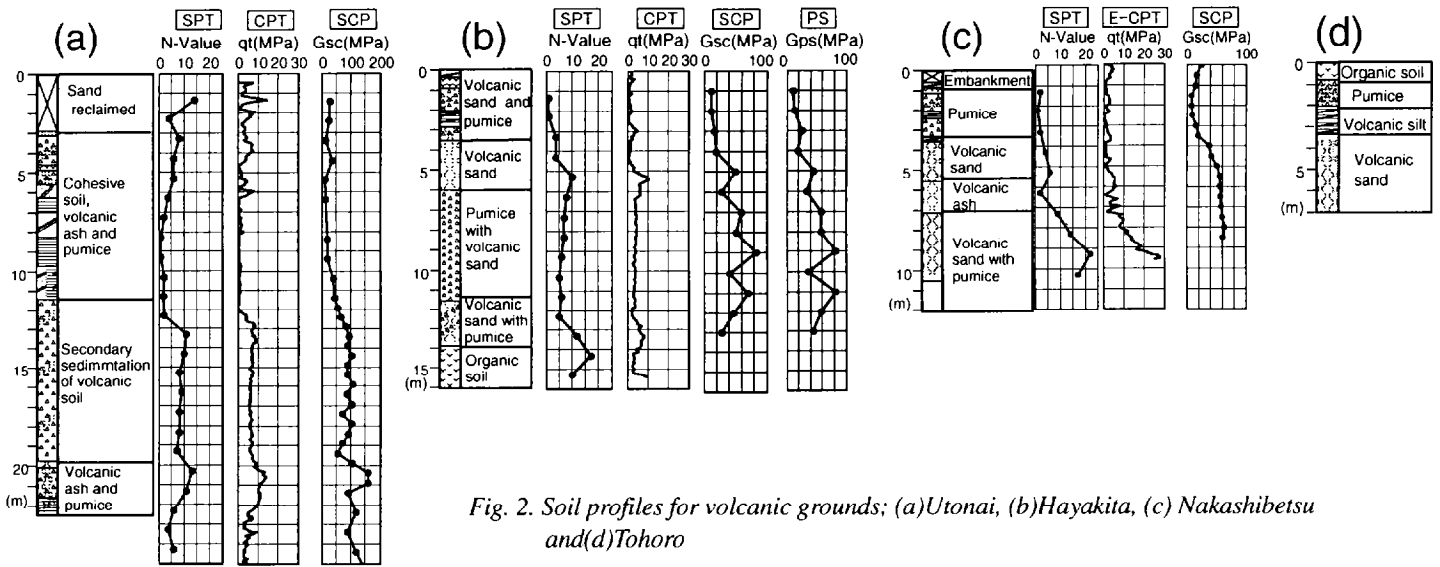 (a)
SPT
CPT
SCP
N-Value
qt(MPa)
Gsc(MPa)
0 10 20
0 10 20 30
0 100 200
0
5
10
15
20
(m)
Sand
reclaimed
Cohesive
soil,
volcanic
ash and
pumice
Secondary
sedimmtation
of volcanic
soil
Volcanic
ash and
pumice
(b)
SPT
CPT
SCP
PS
N-Value
qt(MPa)
Gsc(MPa)
Gps(MPa)
0 10 20
0 10 20 30
0 100
0 100
0
5
10
15
(m)
Volcanic
sand and
pumice
Volcanic
sand
Pumice
with
volcanic
sand
Volcanic
sand with
pumice
Organic
soil
(c)
SPT
E-CPT
SCP
N-Value
qt(MPa)
Gsc(MPa)
0 10 20
0 10 20 30
0 100
0
5
10
(m)
Embankment
Pumice
Volcanic
sand
Volcanic
ash
Volcanic
sand with
pumice
(d)
0
5
(m)
Organic soil
Pumice
Volcanic silt
Volcanic
sand
Fig. 2. Soil profiles for volcanic grounds; (a)Utonai, (b)Hayakita, (c) Nakashibetsu
and(d)Tohoro